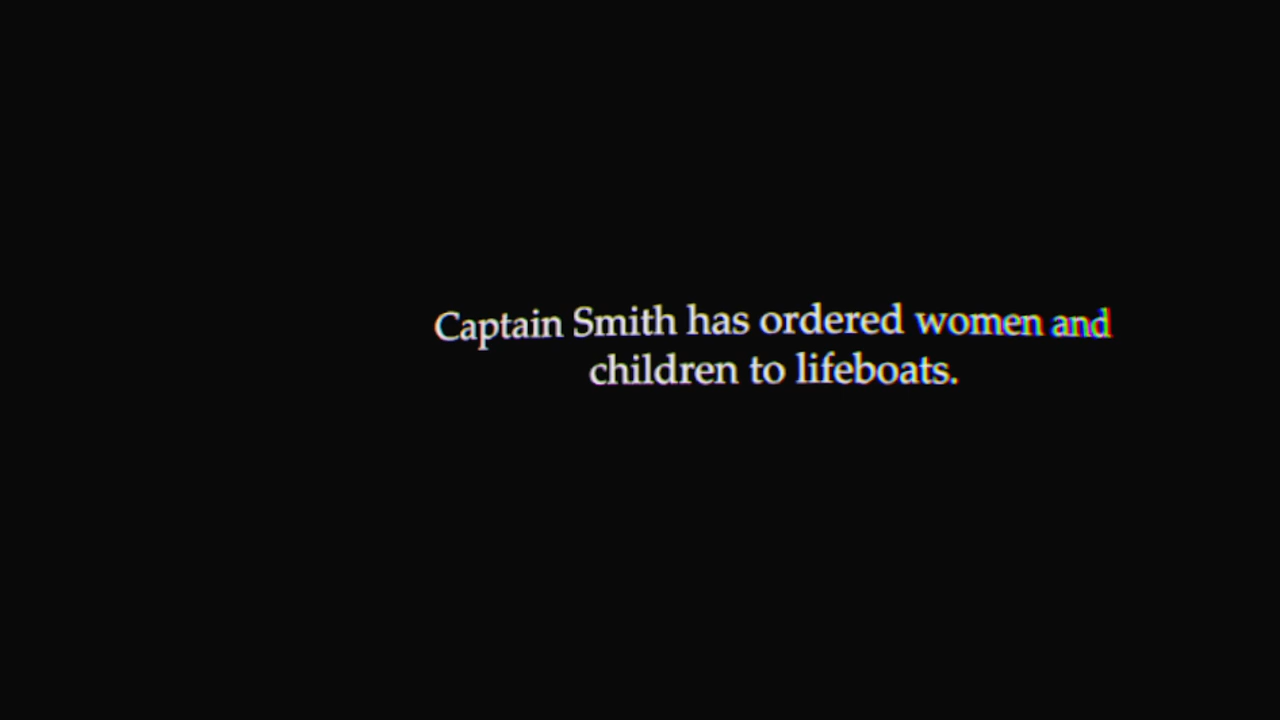 Captain Smith has ordered women and
children to lifeboats.